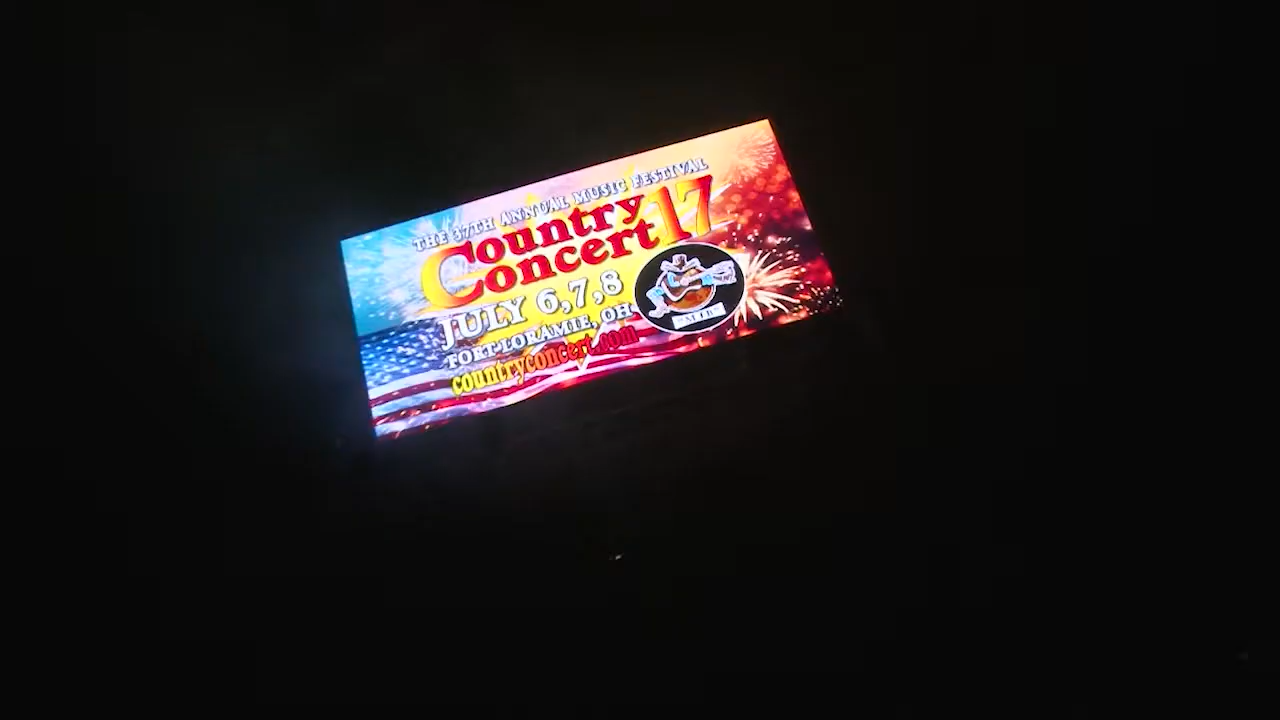 THE 37TH ANNUAL MUSIC FESTIVAL
Country
Concert 17
JULY 6,7,8
FORT LORAMIE, OH
countryconcert.com